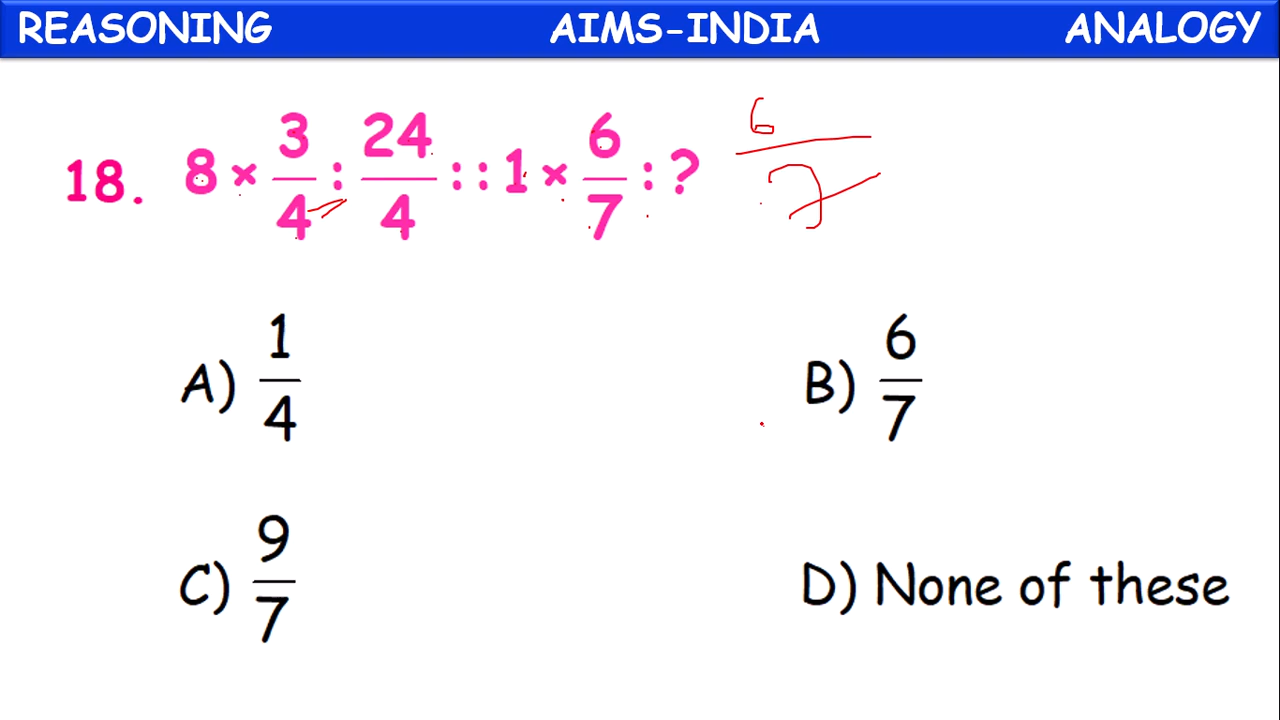 REASONING AIMS-INDIA ANALOGY
18. 8 × 3/4 : 24/4 :: 1 × 6/7 : ? 6/7
A) 1/4 B) 6/7
C) 9/7 D) None of these